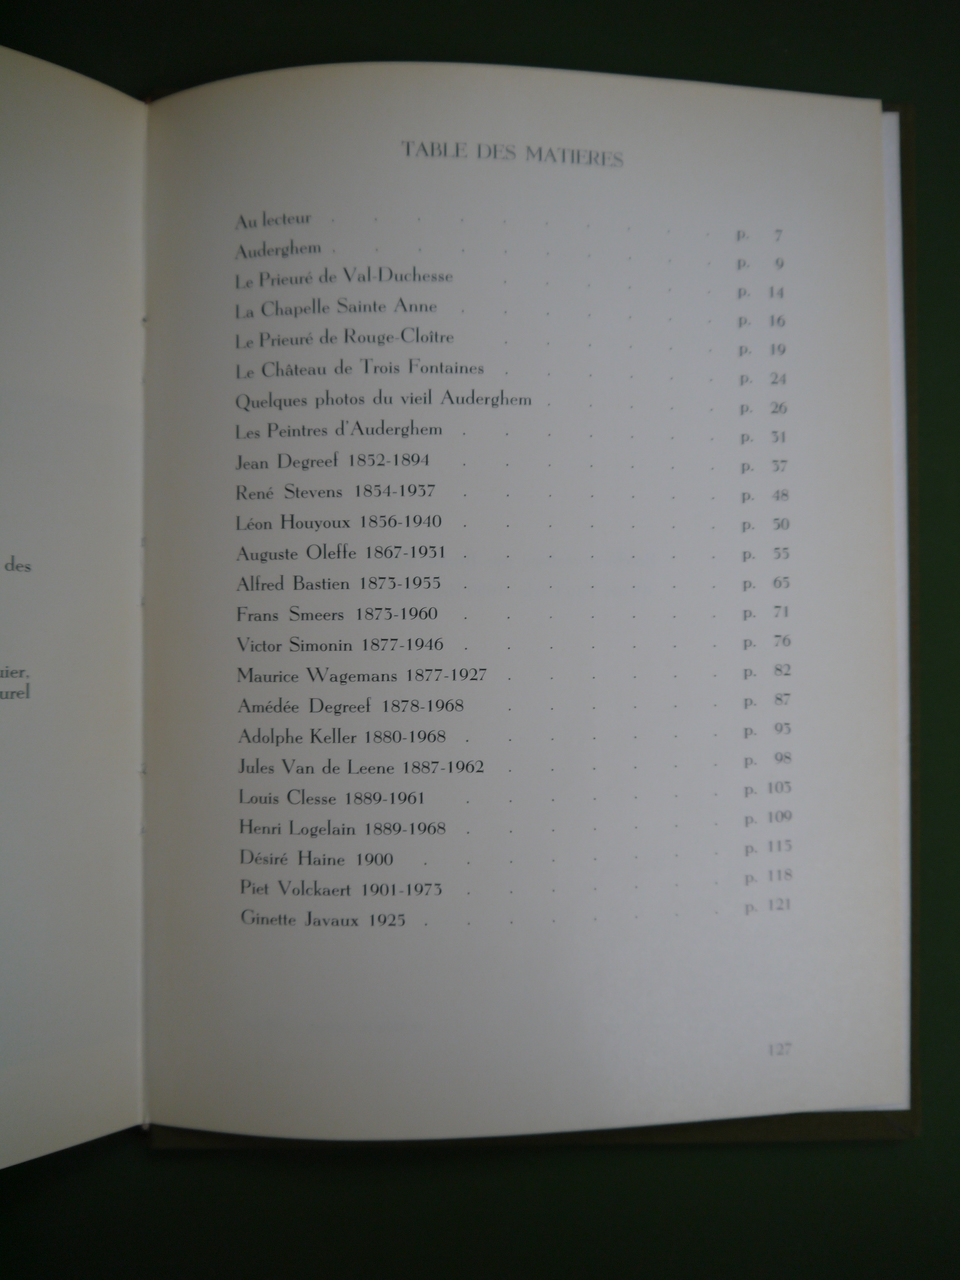 des
urel
TABLE DES MATIERES
Au lecteur . . . . . . . . . p. 7
Auderghem . . . . . . . . . p. 9
Le Prieuré de Val-Duchesse . . . . . p. 14
La Chapelle Sainte Anne . . . . . . p. 16
Le Prieuré de Rouge-Cloître . . . . . p. 19
Le Château de Trois Fontaines . . . . . p. 24
Quelques photos du vieil Auderghem . . . . . p. 26
Les Peintres d'Auderghem . . . . . . . p. 31
Jean Degreef 1852-1894 . . . . . . . p. 37
René Stevens 1854-1937 . . . . . . . p. 48
Léon Houyoux 1856-1940 . . . . . . . p. 50
Auguste Oleffe 1867-1931 . . . . . . . p. 55
Alfred Bastien 1873-1955 . . . . . . . p. 65
Frans Smeers 1873-1960 . . . . . . . p. 71
Victor Simonin 1877-1946 . . . . . . . p. 76
Maurice Wagemans 1877-1927 . . . . . . p. 82
Amédée Degreef 1878-1968 . . . . . . p. 87
Adolphe Keller 1880-1968 . . . . . . . p. 93
Jules Van de Leene 1887-1962 . . . . . . p. 98
Louis Clesse 1889-1961 . . . . . . . p. 103
Henri Logelain 1889-1968 . . . . . . . p. 109
Désiré Haine 1900 . . . . . . . . p. 113
Piet Volckaert 1901-1973 . . . . . . . p. 118
Ginette Javaux 1925 . . . . . . . . p. 121
127